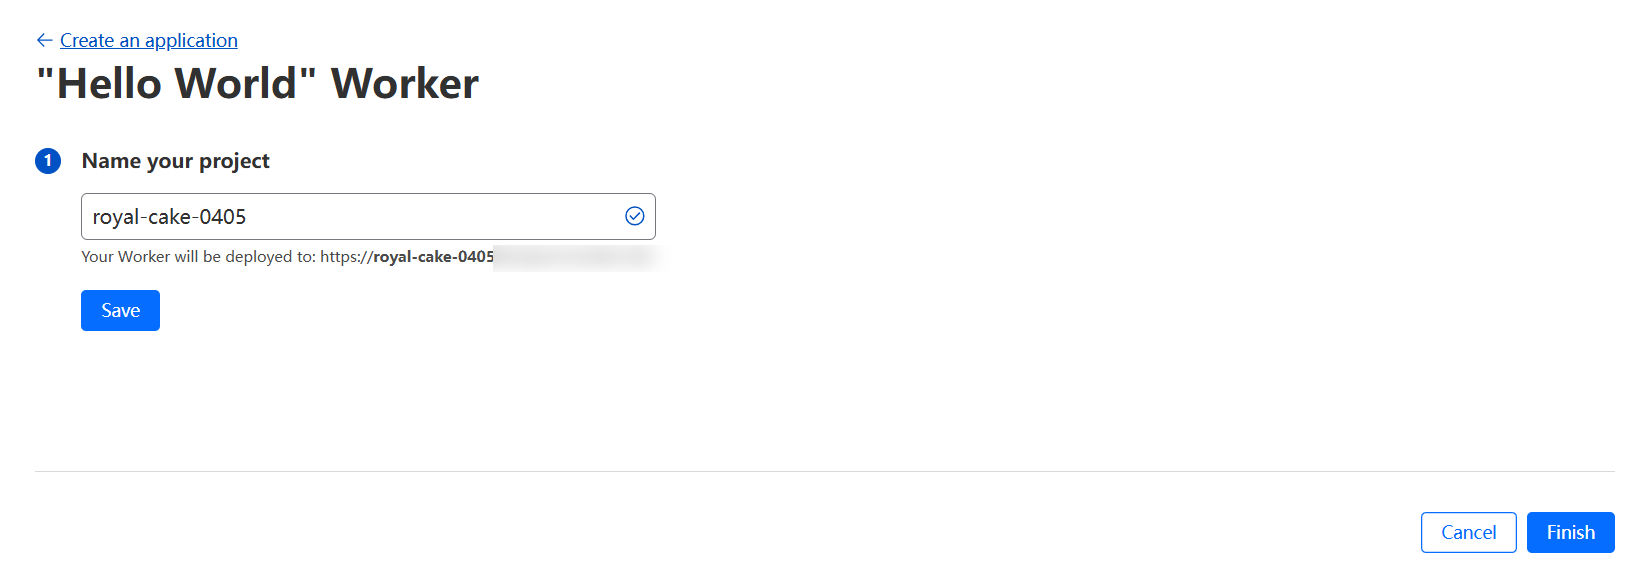 ← Create an application
"Hello World" Worker
1 Name your project
royal-cake-0405
Your Worker will be deployed to: https://royal-cake-0405
Save
Cancel Finish